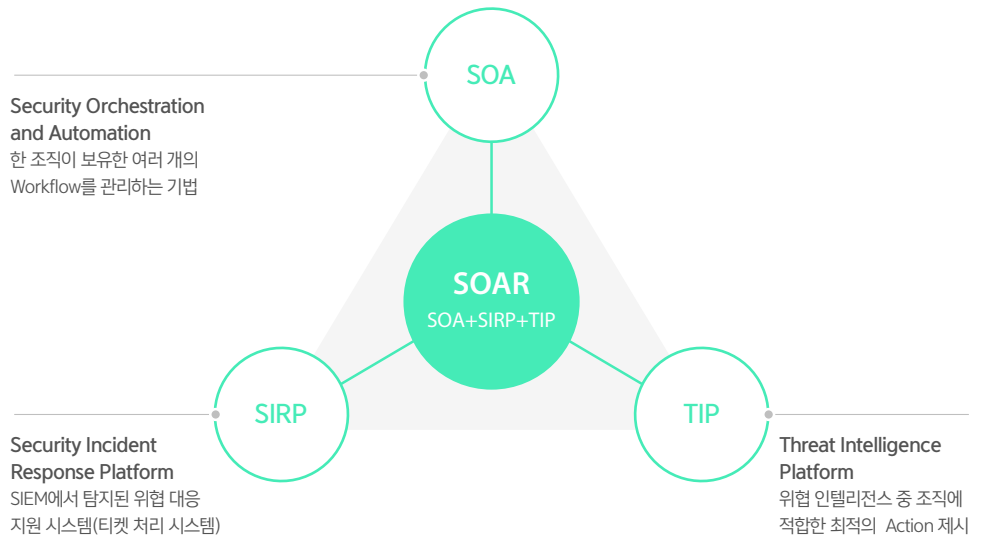 SOA
Security Orchestration
and Automation
한 조직이 보유한 여러 개의
Workflow를 관리하는 기법
SOAR
SOA+SIRP+TIP
SIRP
Security Incident
Response Platform
SIEM에서 탐지된 위협 대응
지원 시스템(티켓 처리 시스템)
TIP
Threat Intelligence
Platform
위협 인텔리전스 중 조직에
적합한 최적의 Action 제시